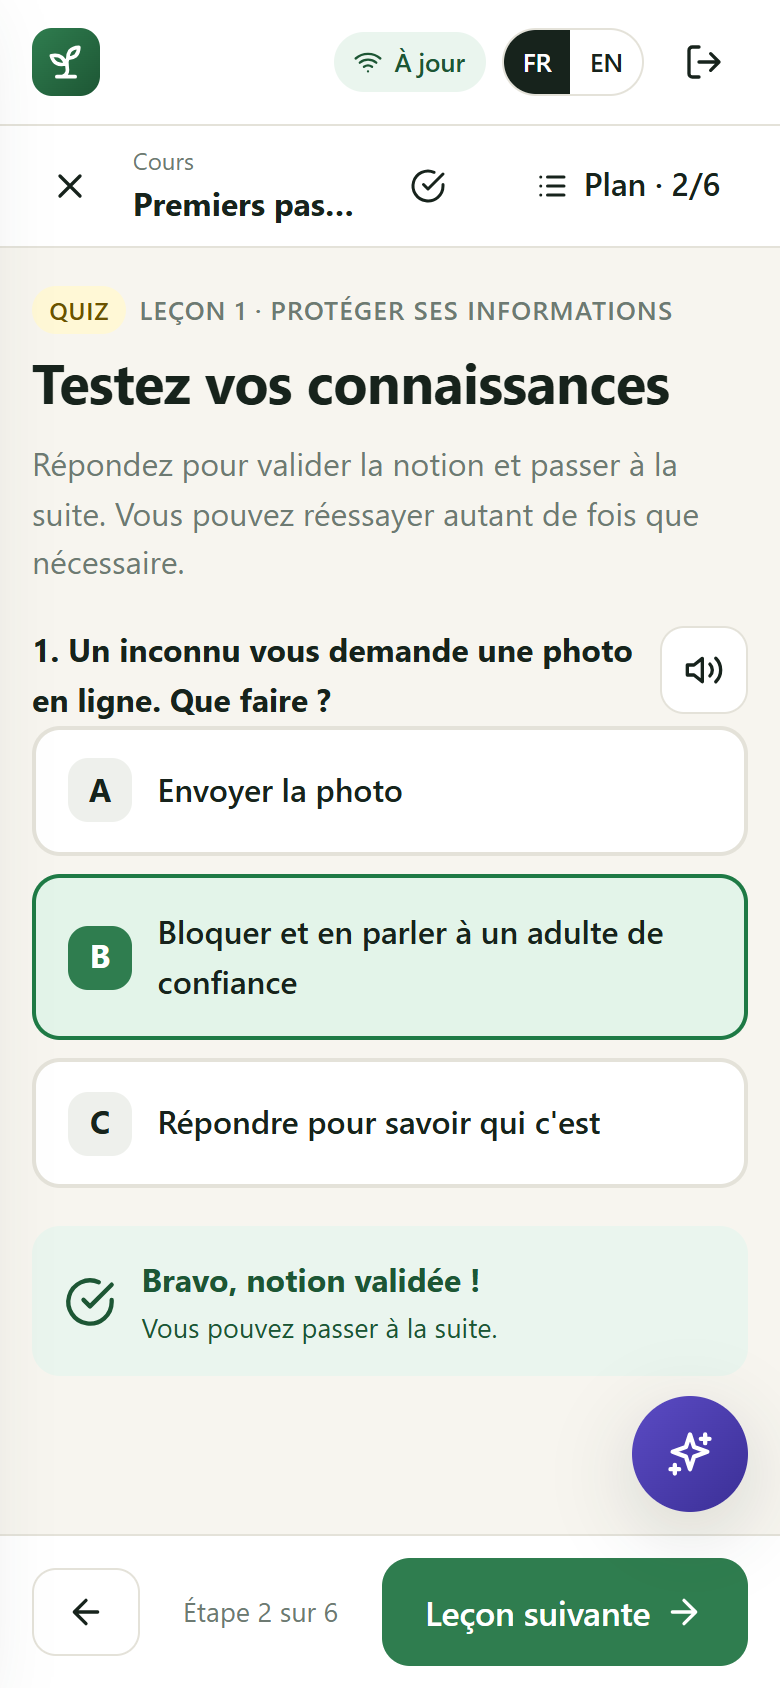 À jour
FR
EN
Cours
Premiers pas...
Plan · 2/6
QUIZ
LEÇON 1 · PROTÉGER SES INFORMATIONS
Testez vos connaissances
Répondez pour valider la notion et passer à la
suite. Vous pouvez réessayer autant de fois que
nécessaire.
1. Un inconnu vous demande une photo
en ligne. Que faire ?
A
Envoyer la photo
B
Bloquer et en parler à un adulte de
confiance
C
Répondre pour savoir qui c'est
Bravo, notion validée !
Vous pouvez passer à la suite.
Étape 2 sur 6
Leçon suivante